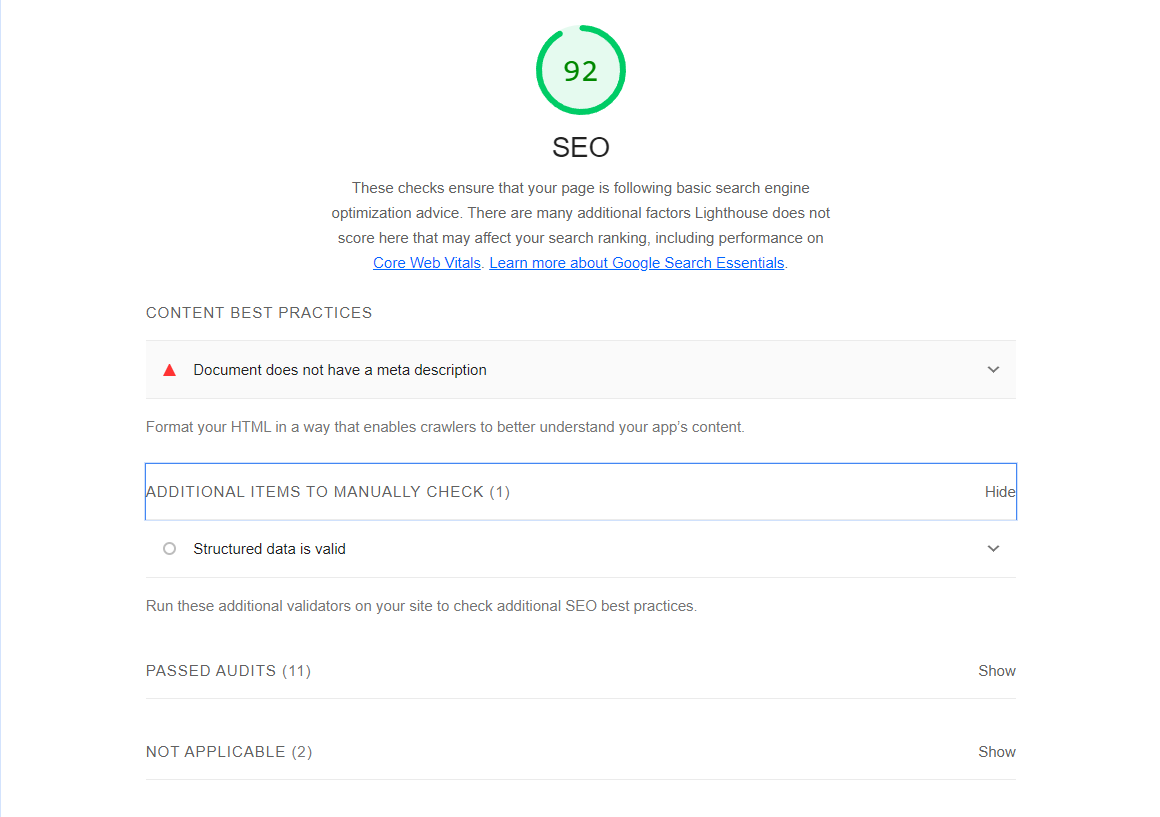 92
SEO
These checks ensure that your page is following basic search engine
optimization advice. There are many additional factors Lighthouse does not
score here that may affect your search ranking, including performance on
Core Web Vitals. Learn more about Google Search Essentials.
CONTENT BEST PRACTICES
Document does not have a meta description
Format your HTML in a way that enables crawlers to better understand your app’s content.
ADDITIONAL ITEMS TO MANUALLY CHECK (1) Hide
Structured data is valid
Run these additional validators on your site to check additional SEO best practices.
PASSED AUDITS (11) Show
NOT APPLICABLE (2) Show